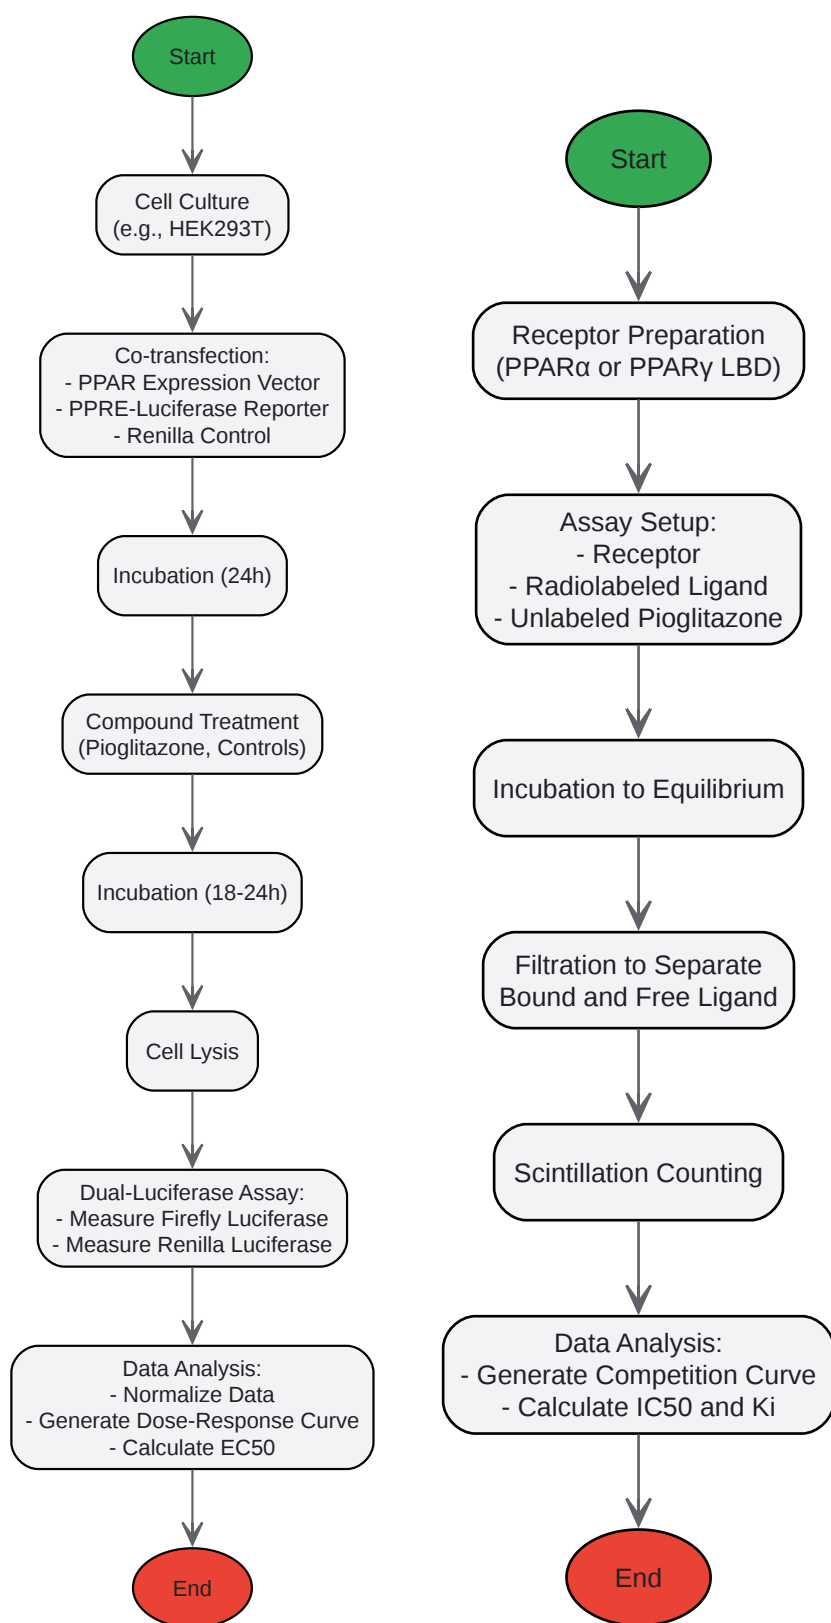 Start
Cell Culture
(e.g., HEK293T)
Co-transfection:
- PPAR Expression Vector
- PPRE-Luciferase Reporter
- Renilla Control
Incubation (24h)
Compound Treatment
(Pioglitazone, Controls)
Incubation (18-24h)
Cell Lysis
Dual-Luciferase Assay:
- Measure Firefly Luciferase
- Measure Renilla Luciferase
Data Analysis:
- Normalize Data
- Generate Dose-Response Curve
- Calculate EC50
End
Start
Receptor Preparation
(PPARα or PPARγ LBD)
Assay Setup:
- Receptor
- Radiolabeled Ligand
- Unlabeled Pioglitazone
Incubation to Equilibrium
Filtration to Separate
Bound and Free Ligand
Scintillation Counting
Data Analysis:
- Generate Competition Curve
- Calculate IC50 and Ki
End